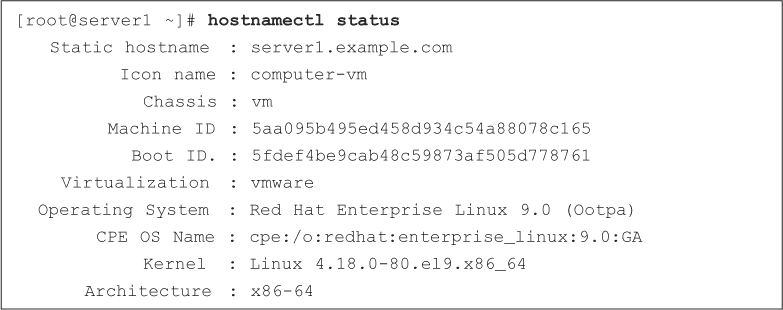 [root@server1 ~]# hostnamectl status
Static hostname : server1.example.com
Icon name : computer-vm
Chassis : vm
Machine ID : 5aa095b495ed458d934c54a88078c165
Boot ID. : 5fdef4be9cab48c59873af505d778761
Virtualization : vmware
Operating System : Red Hat Enterprise Linux 9.0 (Ootpa)
CPE OS Name : cpe:/o:redhat:enterprise_linux:9.0:GA
Kernel : Linux 4.18.0-80.el9.x86_64
Architecture : x86-64